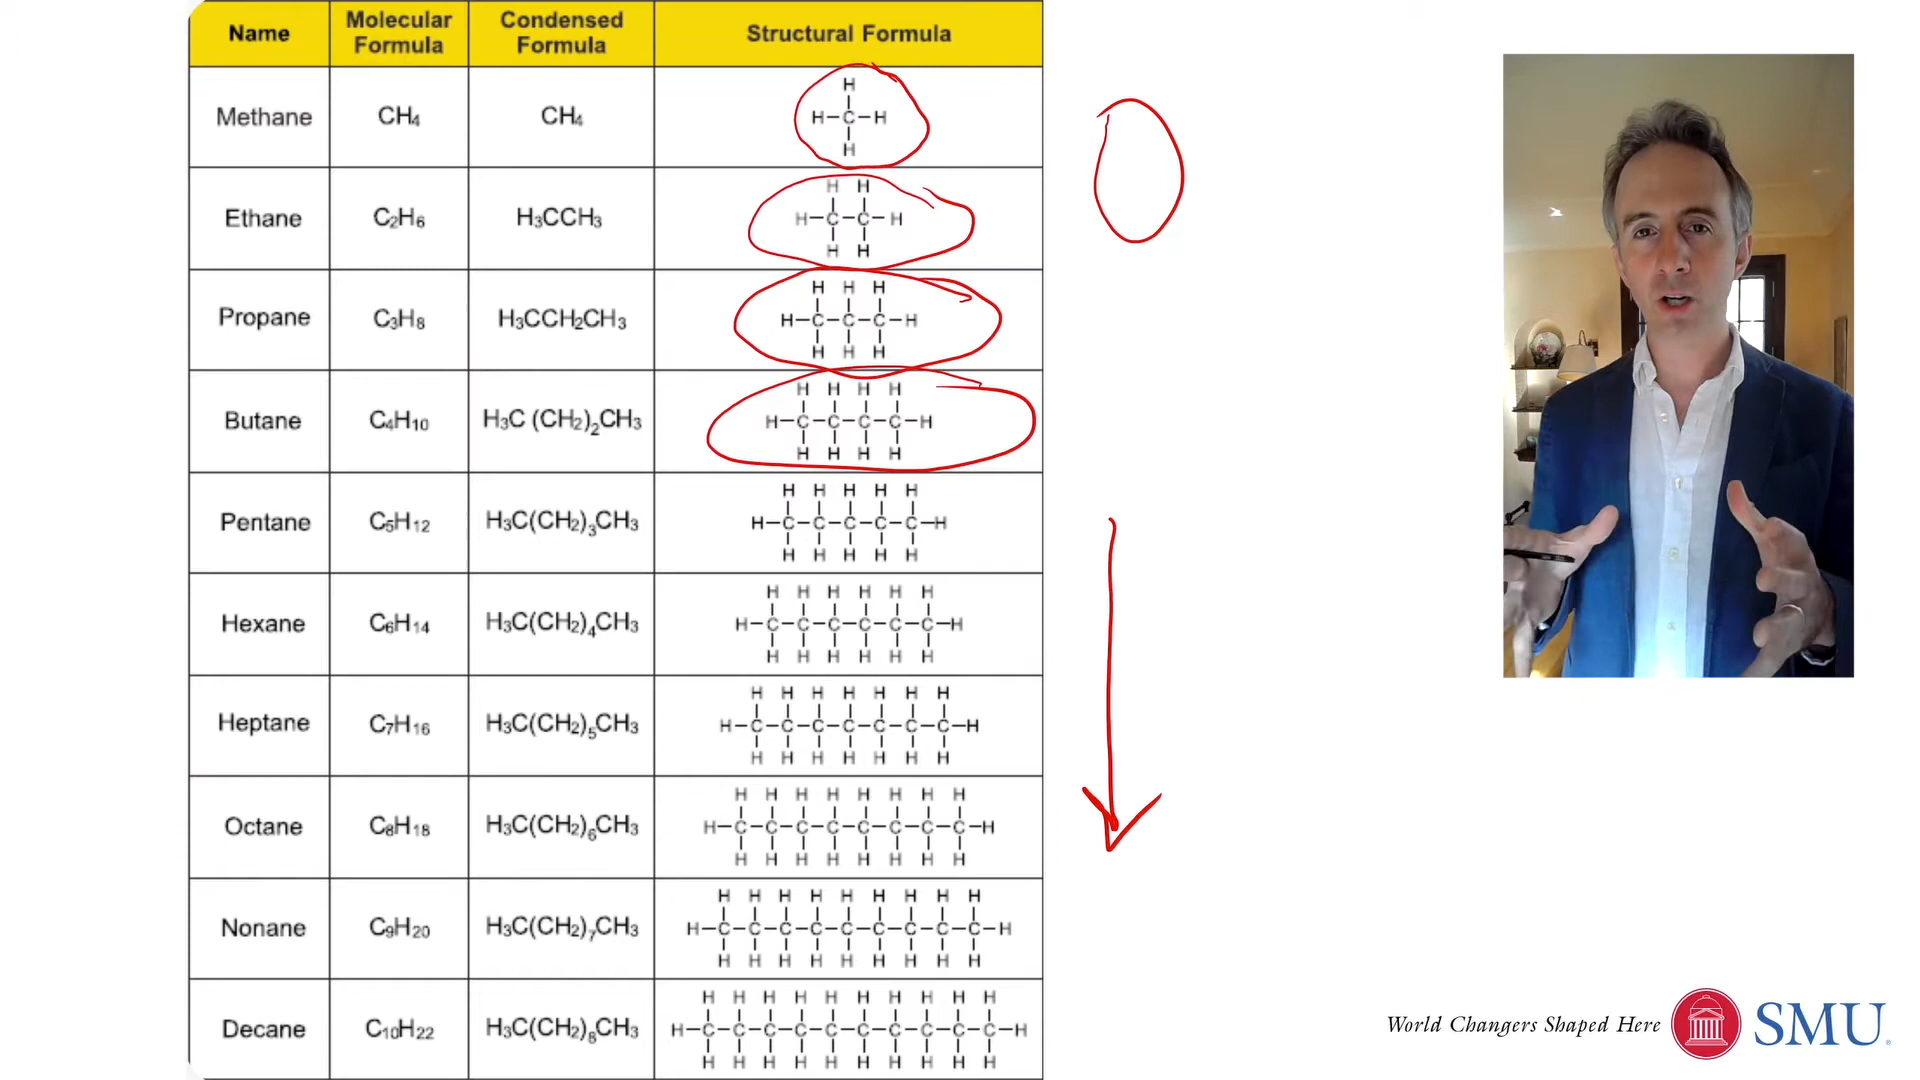 Name Molecular Formula Condensed Formula Structural Formula
Methane CH₄ CH₄
H
H–C–H
H
Ethane C₂H₆ H₃CCH₃
H H
H–C–C–H
H H
Propane C₃H₈ H₃CCH₂CH₃
H H H
H–C–C–C–H
H H H
Butane C₄H₁₀ H₃C (CH₂)₂CH₃
H H H H
H–C–C–C–C–H
H H H H
Pentane C₅H₁₂ H₃C(CH₂)₃CH₃
H H H H H
H–C–C–C–C–C–H
H H H H H
Hexane C₆H₁₄ H₃C(CH₂)₄CH₃
H H H H H H
H–C–C–C–C–C–C–H
H H H H H H
Heptane C₇H₁₆ H₃C(CH₂)₅CH₃
H H H H H H H
H–C–C–C–C–C–C–C–H
H H H H H H H
Octane C₈H₁₈ H₃C(CH₂)₆CH₃
H H H H H H H H
H–C–C–C–C–C–C–C–C–H
H H H H H H H H
Nonane C₉H₂₀ H₃C(CH₂)₇CH₃
H H H H H H H H H
H–C–C–C–C–C–C–C–C–C–H
H H H H H H H H H
Decane C₁₀H₂₂ H₃C(CH₂)₈CH₃
H H H H H H H H H H
H–C–C–C–C–C–C–C–C–C–C–H
H H H H H H H H H H
World Changers Shaped Here SMU.